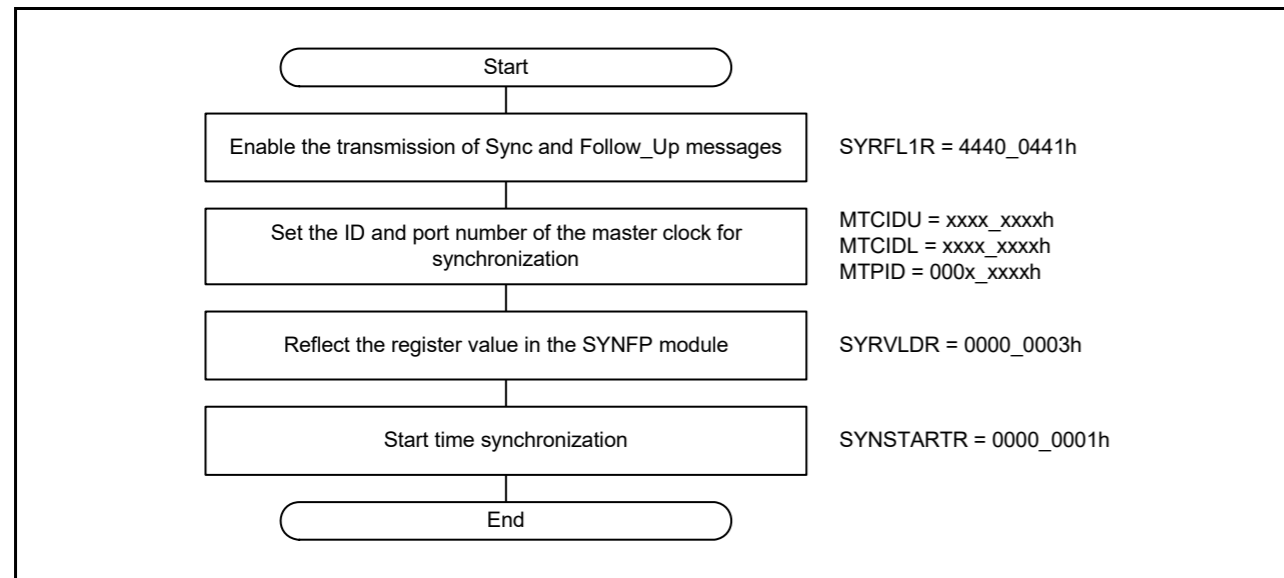 Start
Enable the transmission of Sync and Follow_Up messages
SYRFL1R = 4440_0441h
Set the ID and port number of the master clock for
synchronization
MTCIDU = xxxx_xxxxh
MTCIDL = xxxx_xxxxh
MTPID = 000x_xxxxh
Reflect the register value in the SYNFP module
SYRVLDR = 0000_0003h
Start time synchronization
SYNSTARTR = 0000_0001h
End